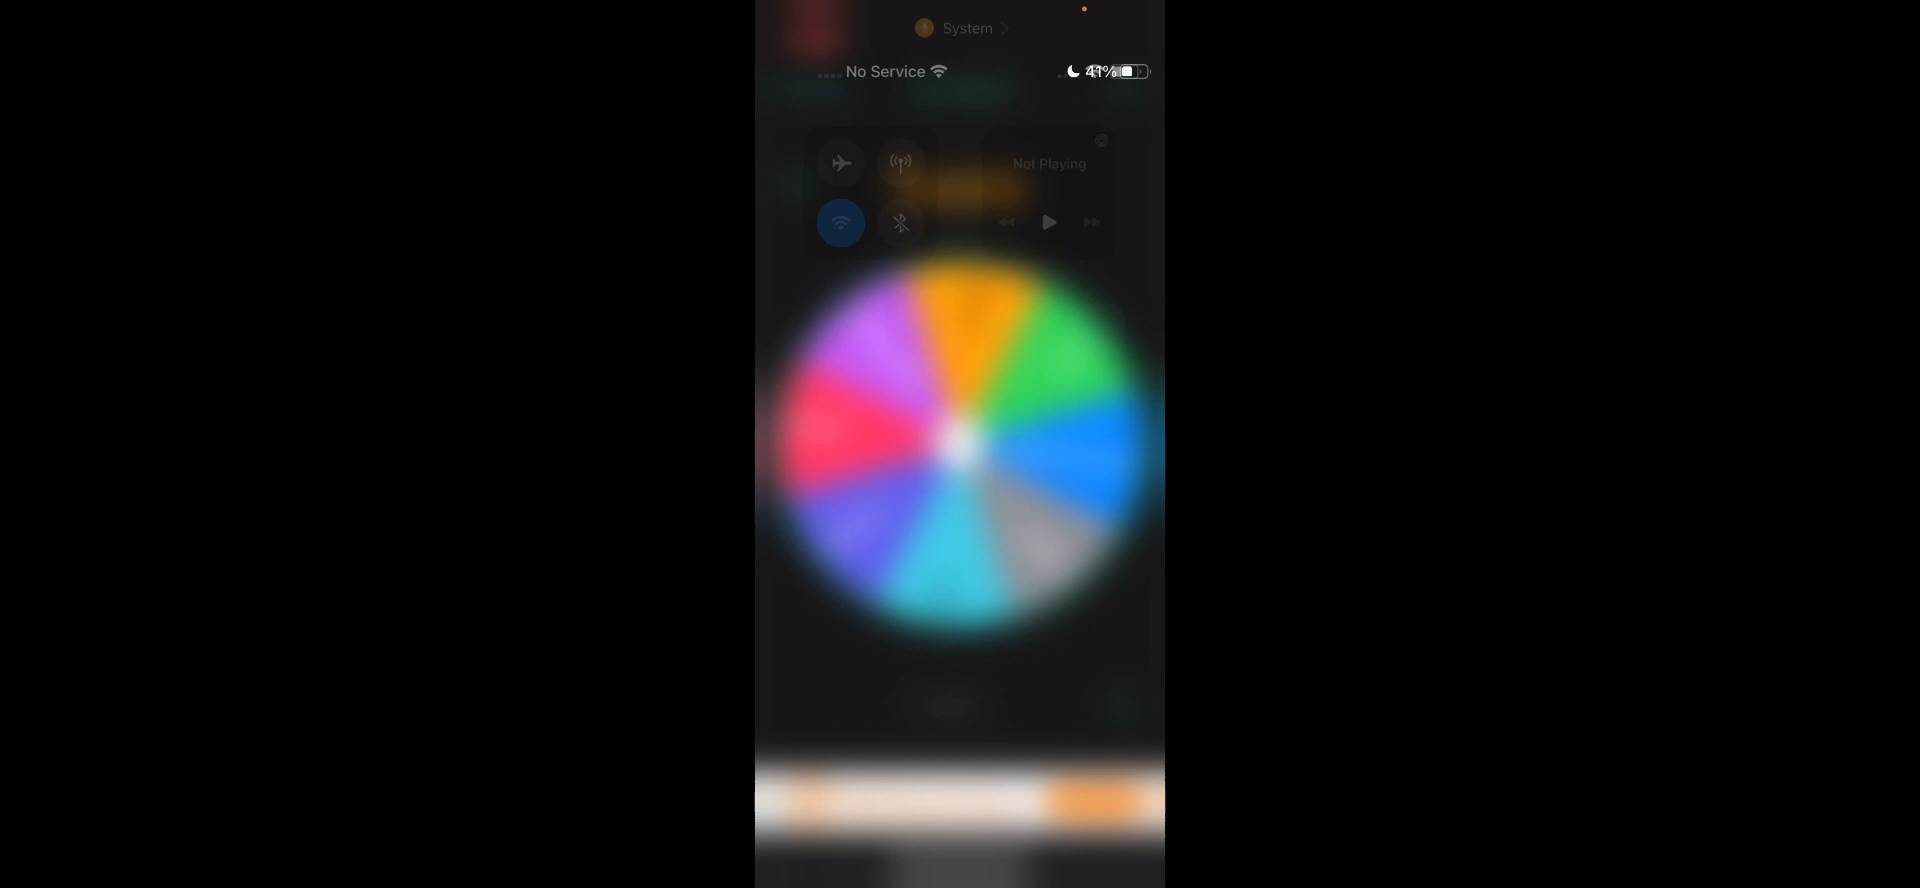 System
No Service 41%
Not Playing